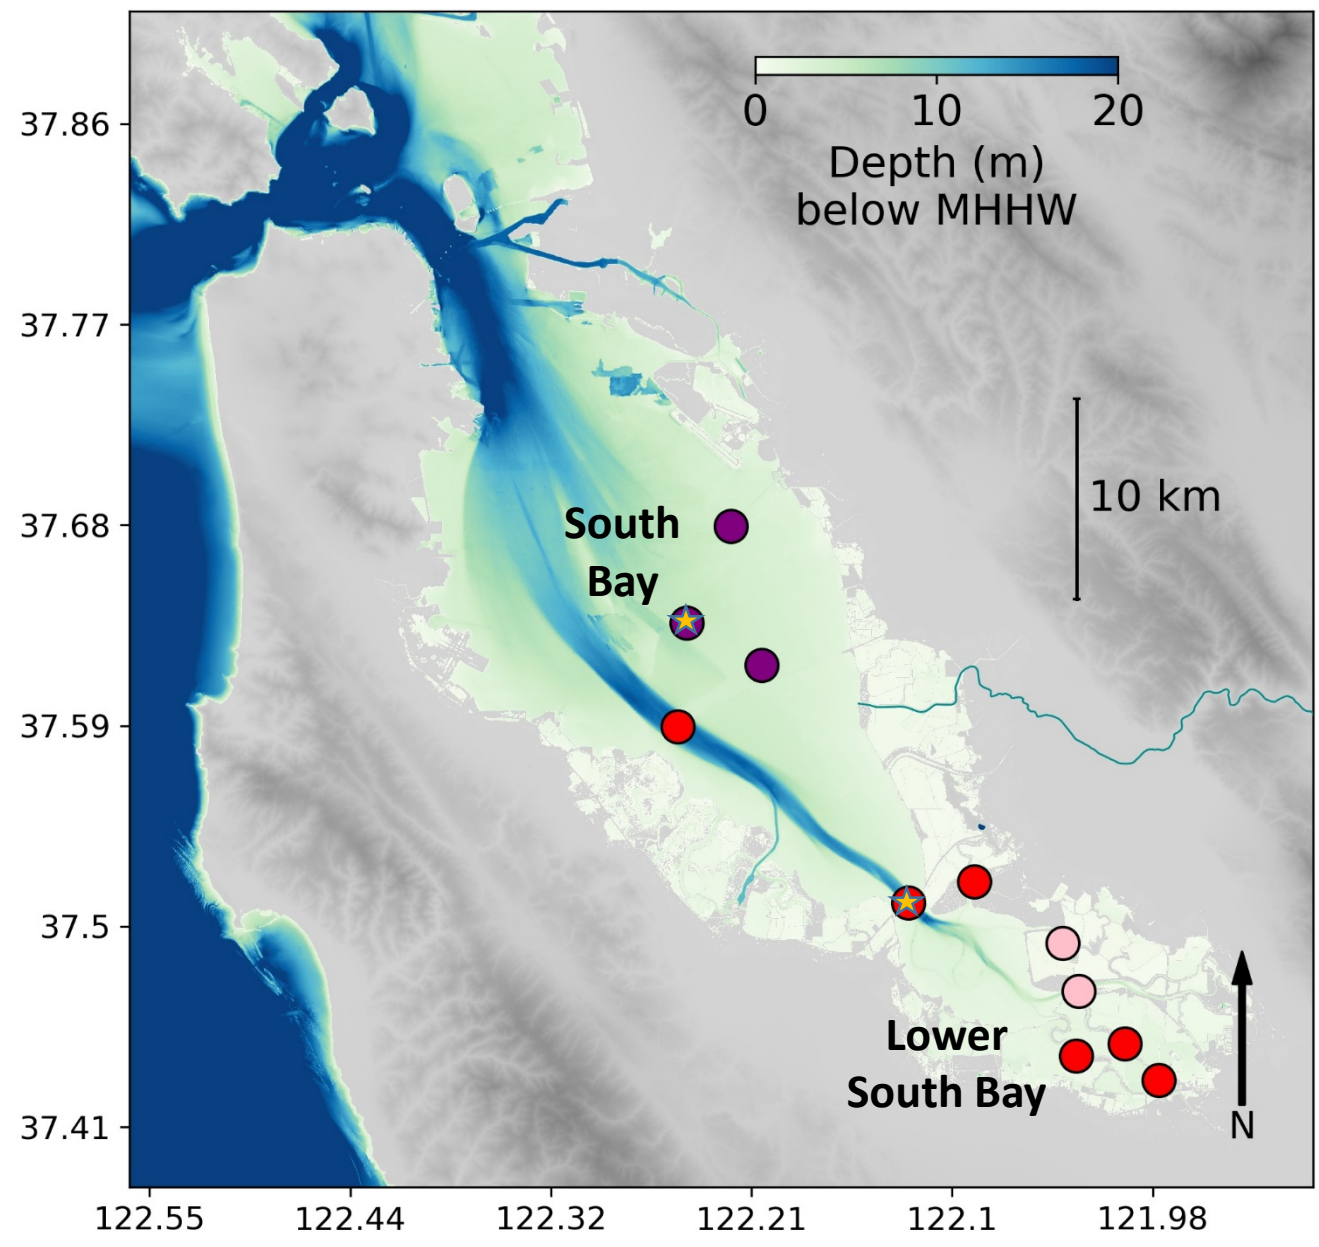 0 10 20
Depth (m)
below MHHW
37.86
37.77
37.68
37.59
37.5
37.41
10 km
South
Bay
Lower
South Bay
N
122.55 122.44 122.32 122.21 122.1 121.98